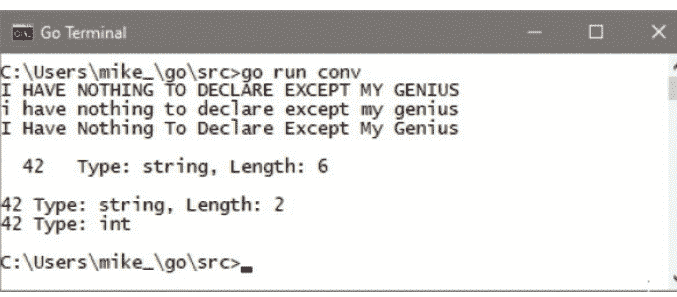 Go Terminal
C:\Users\mike_\go\src>go run conv
I HAVE NOTHING TO DECLARE EXCEPT MY GENIUS
i have nothing to declare except my genius
I Have Nothing To Declare Except My Genius
  42   Type: string, Length: 6
42 Type: string, Length: 2
42 Type: int
C:\Users\mike_\go\src>